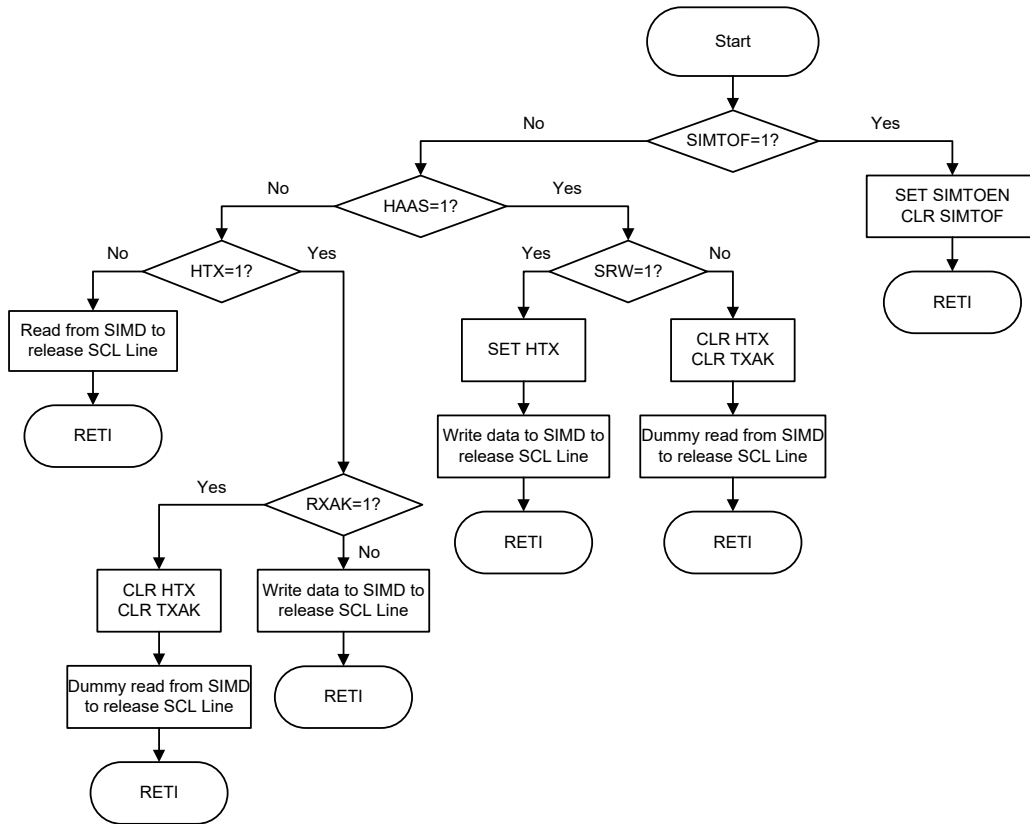 Start
No
SIMTOF=1?
Yes
No
HAAS=1?
Yes
SET SIMTOEN
CLR SIMTOF
No
HTX=1?
Yes
Yes
SRW=1?
No
RETI
Read from SIMD to
release SCL Line
SET HTX
CLR HTX
CLR TXAK
RETI
Write data to SIMD to
release SCL Line
Dummy read from SIMD
to release SCL Line
Yes
RXAK=1?
No
RETI
RETI
CLR HTX
CLR TXAK
Write data to SIMD to
release SCL Line
Dummy read from SIMD
to release SCL Line
RETI
RETI